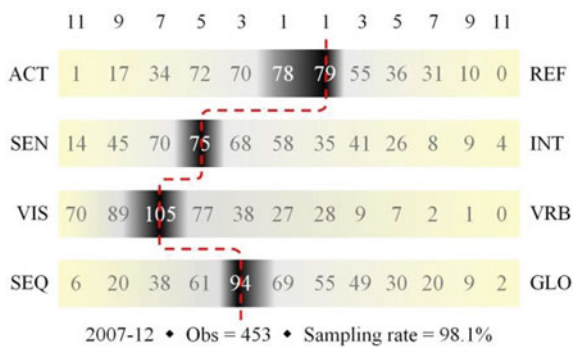 11 9 7 5 3 1 1 3 5 7 9 11
ACT 1 17 34 72 70 78 79 55 36 31 10 0 REF
SEN 14 45 70 75 68 58 35 41 26 8 9 4 INT
VIS 70 89 105 77 38 27 28 9 7 2 1 0 VRB
SEQ 6 20 38 61 94 69 55 49 30 20 9 2 GLO
2007-12 ♦ Obs = 453 ♦ Sampling rate = 98.1%